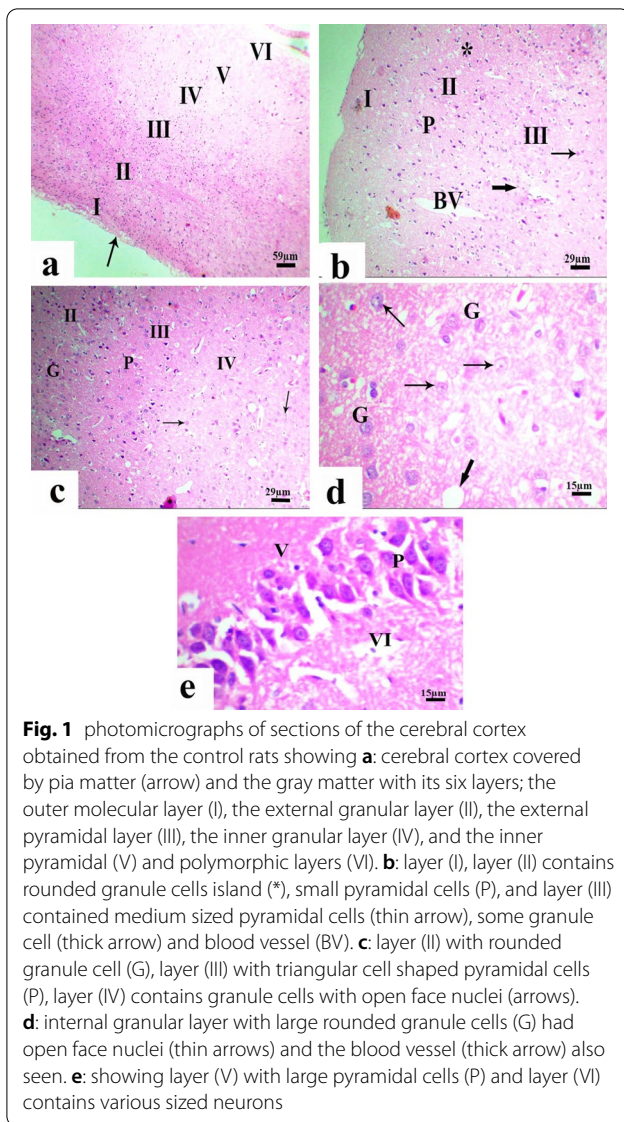 VI
V
IV
III
II
I
a
59µm
*
II
I
P
III
BV
b
29µm
II
III
G
P
IV
c
29µm
G
G
d
15µm
V
P
VI
e
15µm
Fig. 1 photomicrographs of sections of the cerebral cortex
obtained from the control rats showing a: cerebral cortex covered
by pia matter (arrow) and the gray matter with its six layers; the
outer molecular layer (I), the external granular layer (II), the external
pyramidal layer (III), the inner granular layer (IV), and the inner
pyramidal (V) and polymorphic layers (VI). b: layer (I), layer (II) contains
rounded granule cells island (*), small pyramidal cells (P), and layer (III)
contained medium sized pyramidal cells (thin arrow), some granule
cell (thick arrow) and blood vessel (BV). c: layer (II) with rounded
granule cell (G), layer (III) with triangular cell shaped pyramidal cells
(P), layer (IV) contains granule cells with open face nuclei (arrows).
d: internal granular layer with large rounded granule cells (G) had
open face nuclei (thin arrows) and the blood vessel (thick arrow) also
seen. e: showing layer (V) with large pyramidal cells (P) and layer (VI)
contains various sized neurons